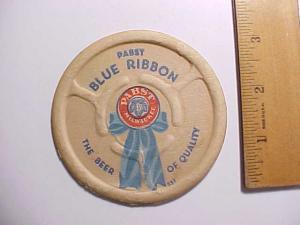 PABST
BLUE RIBBON
PABST
MILWAUKEE
THE BEER OF QUALITY
3
2
1